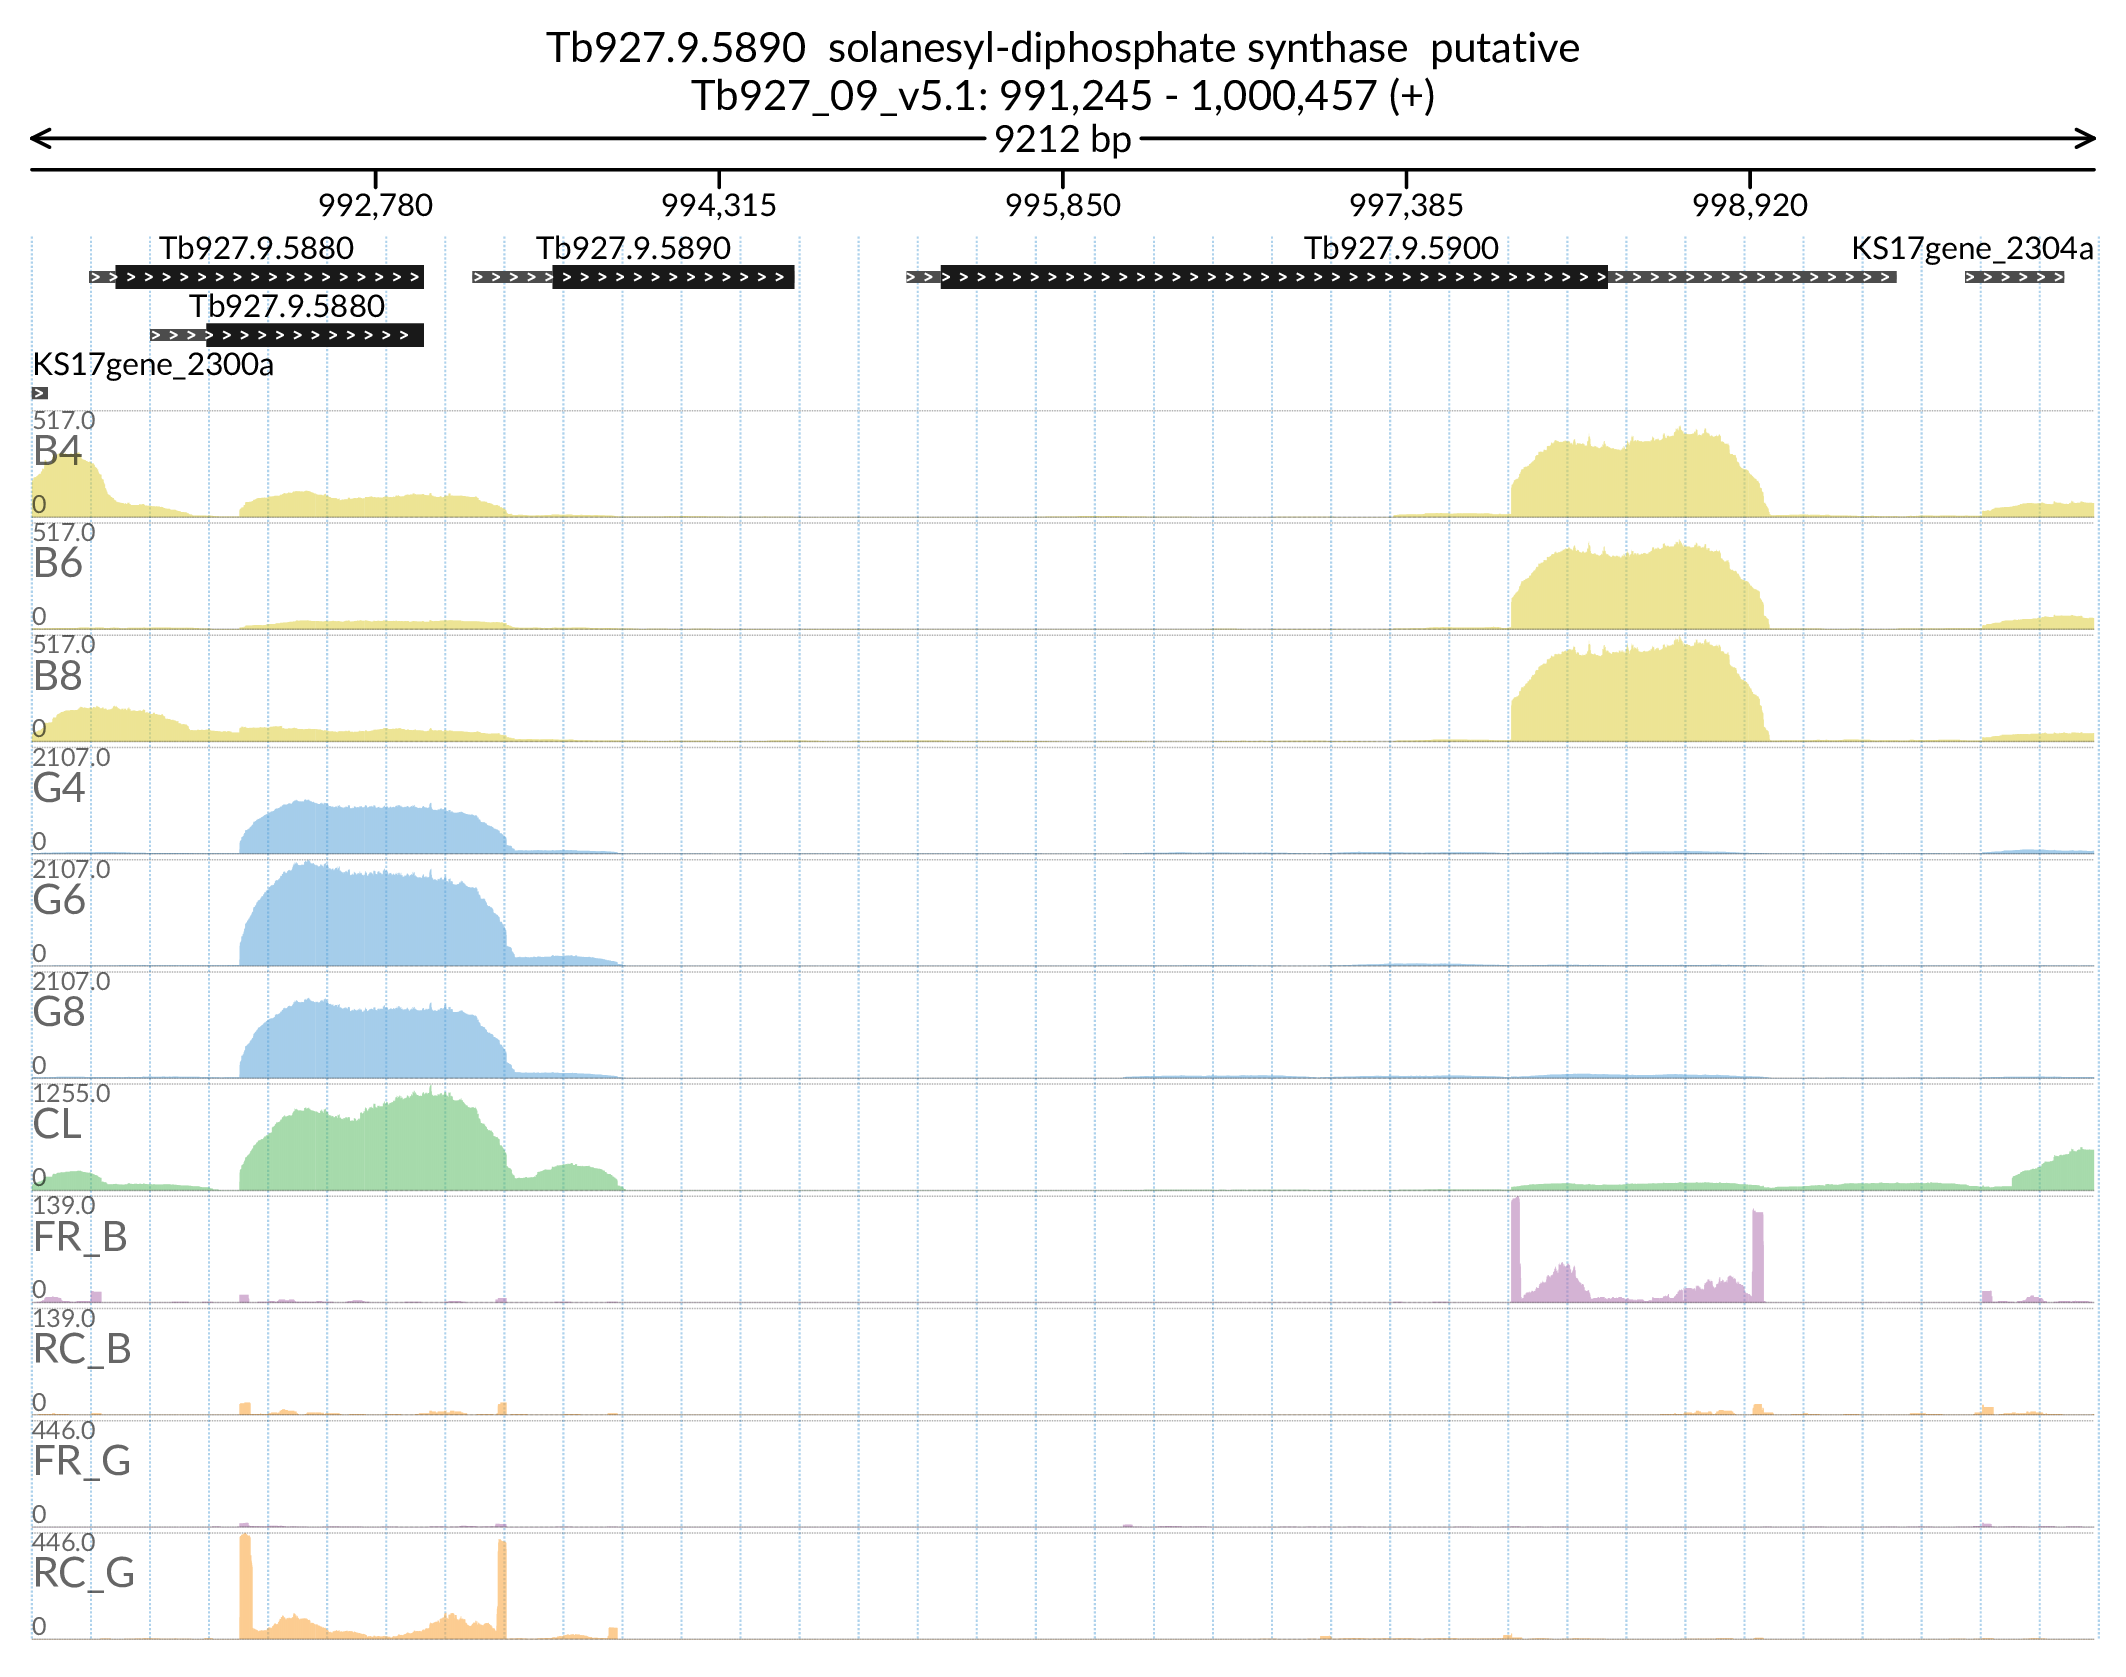 Tb927.9.5890  solanesyl-diphosphate synthase  putative
Tb927_09_v5.1: 991,245 - 1,000,457 (+)
9212 bp
992,780 994,315 995,850 997,385 998,920
Tb927.9.5880 Tb927.9.5890 Tb927.9.5900 KS17gene_2304a
Tb927.9.5880
KS17gene_2300a
517.0
B4
0
517.0
B6
0
517.0
B8
0
2107.0
G4
0
2107.0
G6
0
2107.0
G8
0
1255.0
CL
0
139.0
FR_B
0
139.0
RC_B
0
446.0
FR_G
0
446.0
RC_G
0